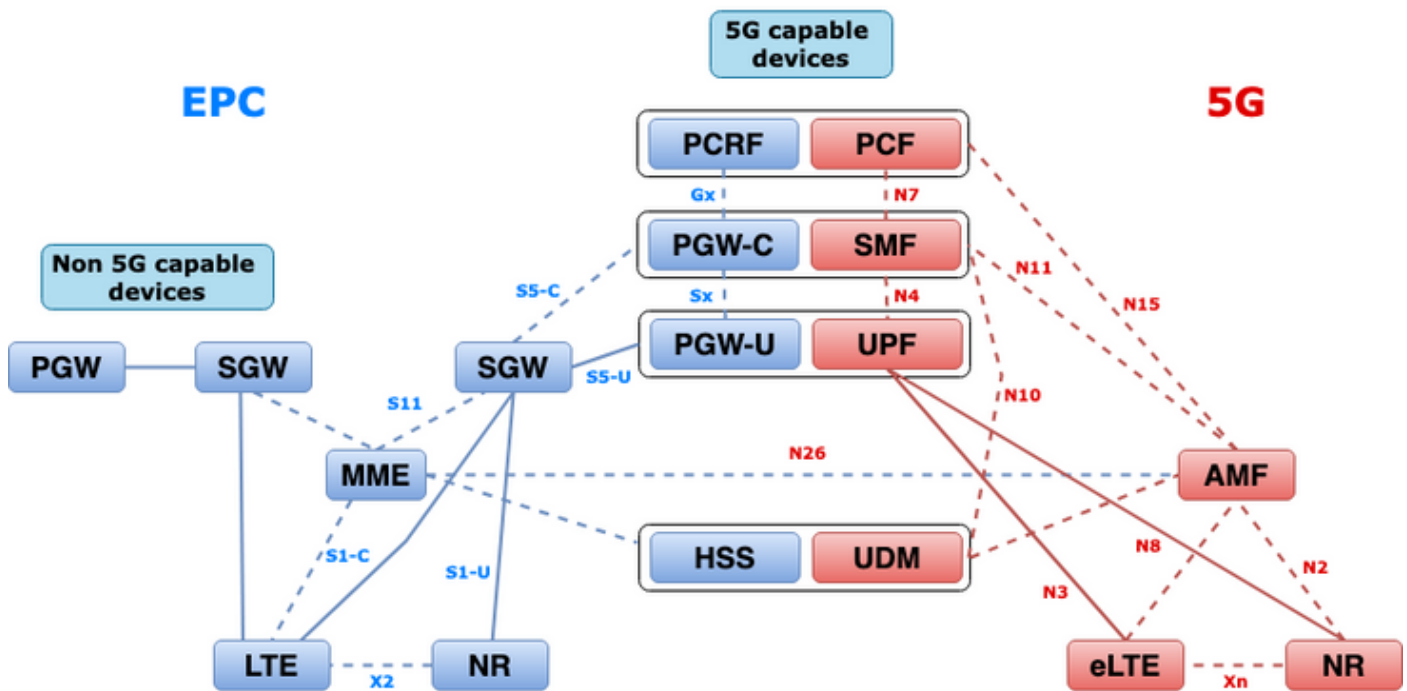 5G capable
devices
EPC
5G
PCRF
PCF
Gx
N7
Non 5G capable
devices
PGW-C
SMF
S5-C
Sx
N4
N11
N15
PGW
SGW
SGW
S5-U
PGW-U
UPF
S11
N10
MME
N26
AMF
S1-C
S1-U
HSS
UDM
N3
N8
N2
LTE
X2
NR
eLTE
Xn
NR